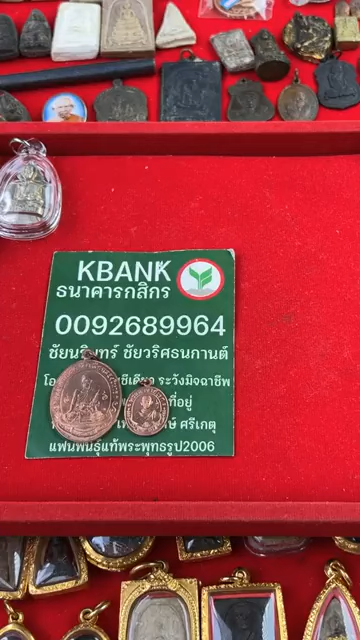 KBANK
ธนาคารกสิกร
0092689964
ชัยนรินทร์ ชัยวริศธนกานต์
ระวังมิจฉาชีพ
ที่อยู่
ศรีเกตุ
แฟนพันธุ์แท้พระพุทธรูป2006